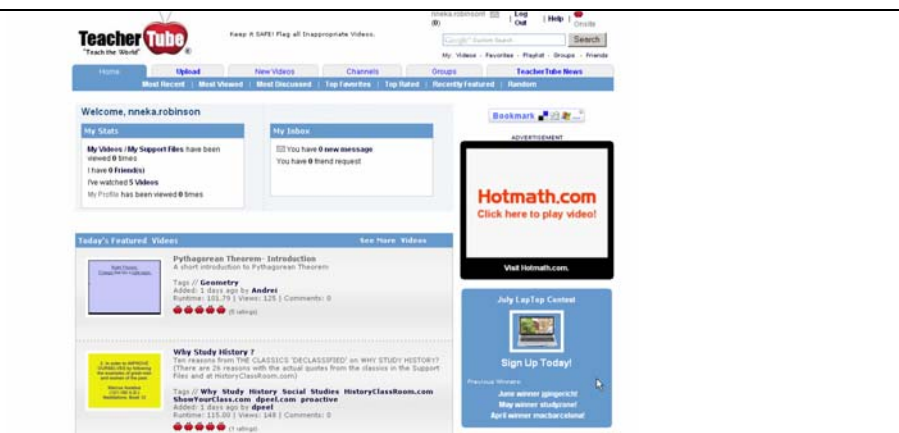 nneka.robinson! | Log Out | Help |
(0) Onsite
Teacher Tube ®
"Teach the World"
Keep it SAFE! Flag all Inappropriate Videos.
Google™ Custom Search Search
My: Videos - Favorites - Playlist - Groups - Friends
Home Upload New Videos Channels Groups TeacherTube News
Most Recent | Most Viewed | Most Discussed | Top Favorites | Top Rated | Recently Featured | Random
Welcome, nneka.robinson
My Stats
My Videos / My Support Files have been
viewed 0 times
I have 0 Friend(s)
I've watched 5 Videos
My Profile has been viewed 0 times
My Inbox
You have 0 new message
You have 0 friend request
Bookmark
ADVERTISEMENT
Hotmath.com
Click here to play video!
Visit Hotmath.com.
Today's Featured Videos See More Videos
Pythagorean Theorem- Introduction
A short introduction to Pythagorean Theorem
Tags // Geometry
Added: 1 days ago by Andrei
Runtime: 101.79 | Views: 125 | Comments: 0
(5 ratings)
Why Study History ?
Ten reasons from THE CLASSICS 'DECLASSIFIED' on WHY STUDY HISTORY?
(There are 26 reasons with the actual quotes from the classics in the Support
Files and at HistoryClassRoom.com)
Tags // Why Study History Social Studies HistoryClassRoom.com
ShowYourClass.com dpeel.com proactive
Added: 1 days ago by dpeel
Runtime: 115.00 | Views: 148 | Comments: 0
(1 ratings)
July LapTop Contest
Sign Up Today!
Previous Winners:
June winner jgingerich!
May winner studprone!
April winner macbarcelona!